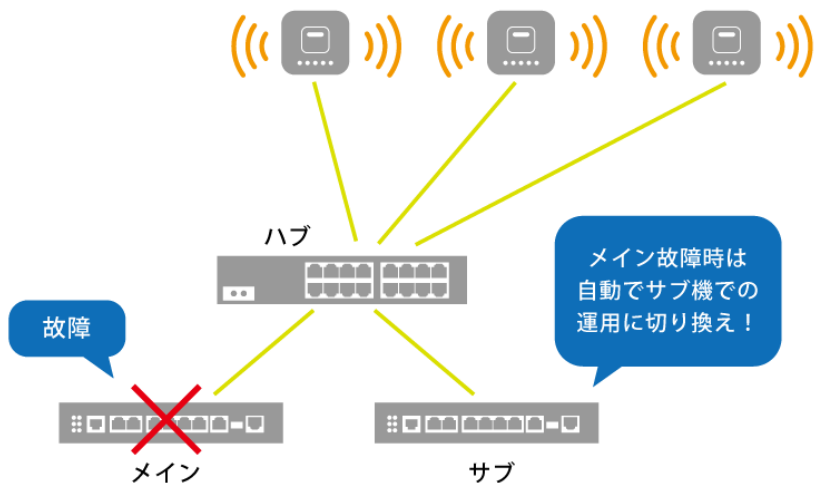 ハブ
メイン故障時は
自動でサブ機での
運用に切り換え！
故障
メイン
サブ